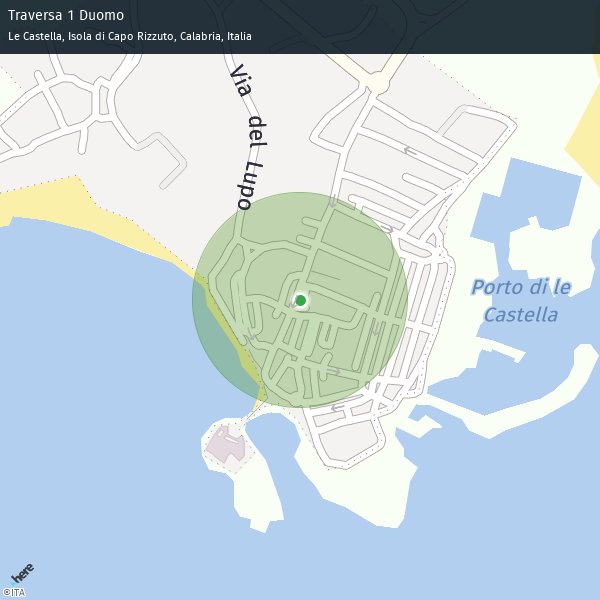 Traversa 1 Duomo
Le Castella, Isola di Capo Rizzuto, Calabria, Italia
Via del Lupo
Porto di le
Castella
here
©ITA